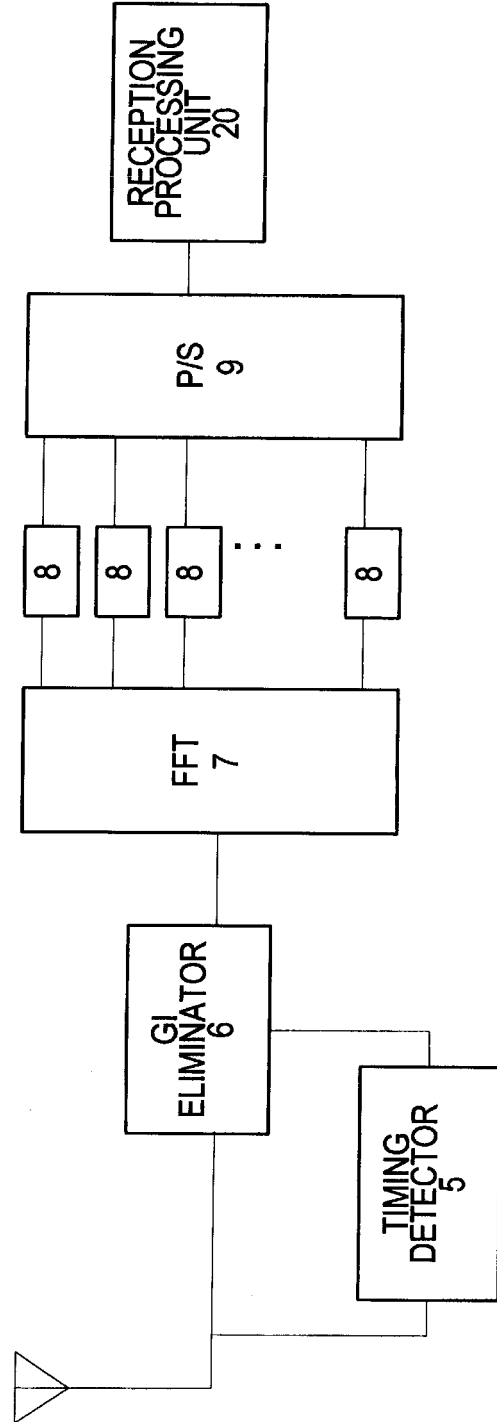 TIMING
DETECTOR
5
GI
ELIMINATOR
6
FFT
7
8
8
8
...
8
P/S
9
RECEPTION
PROCESSING
UNIT
20